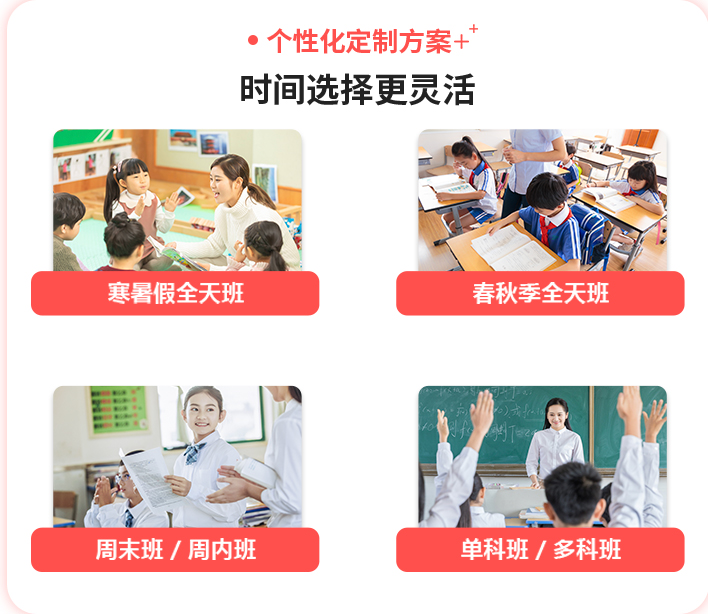 • 个性化定制方案++
时间选择更灵活
寒暑假全天班
春秋季全天班
周末班 / 周内班
单科班 / 多科班